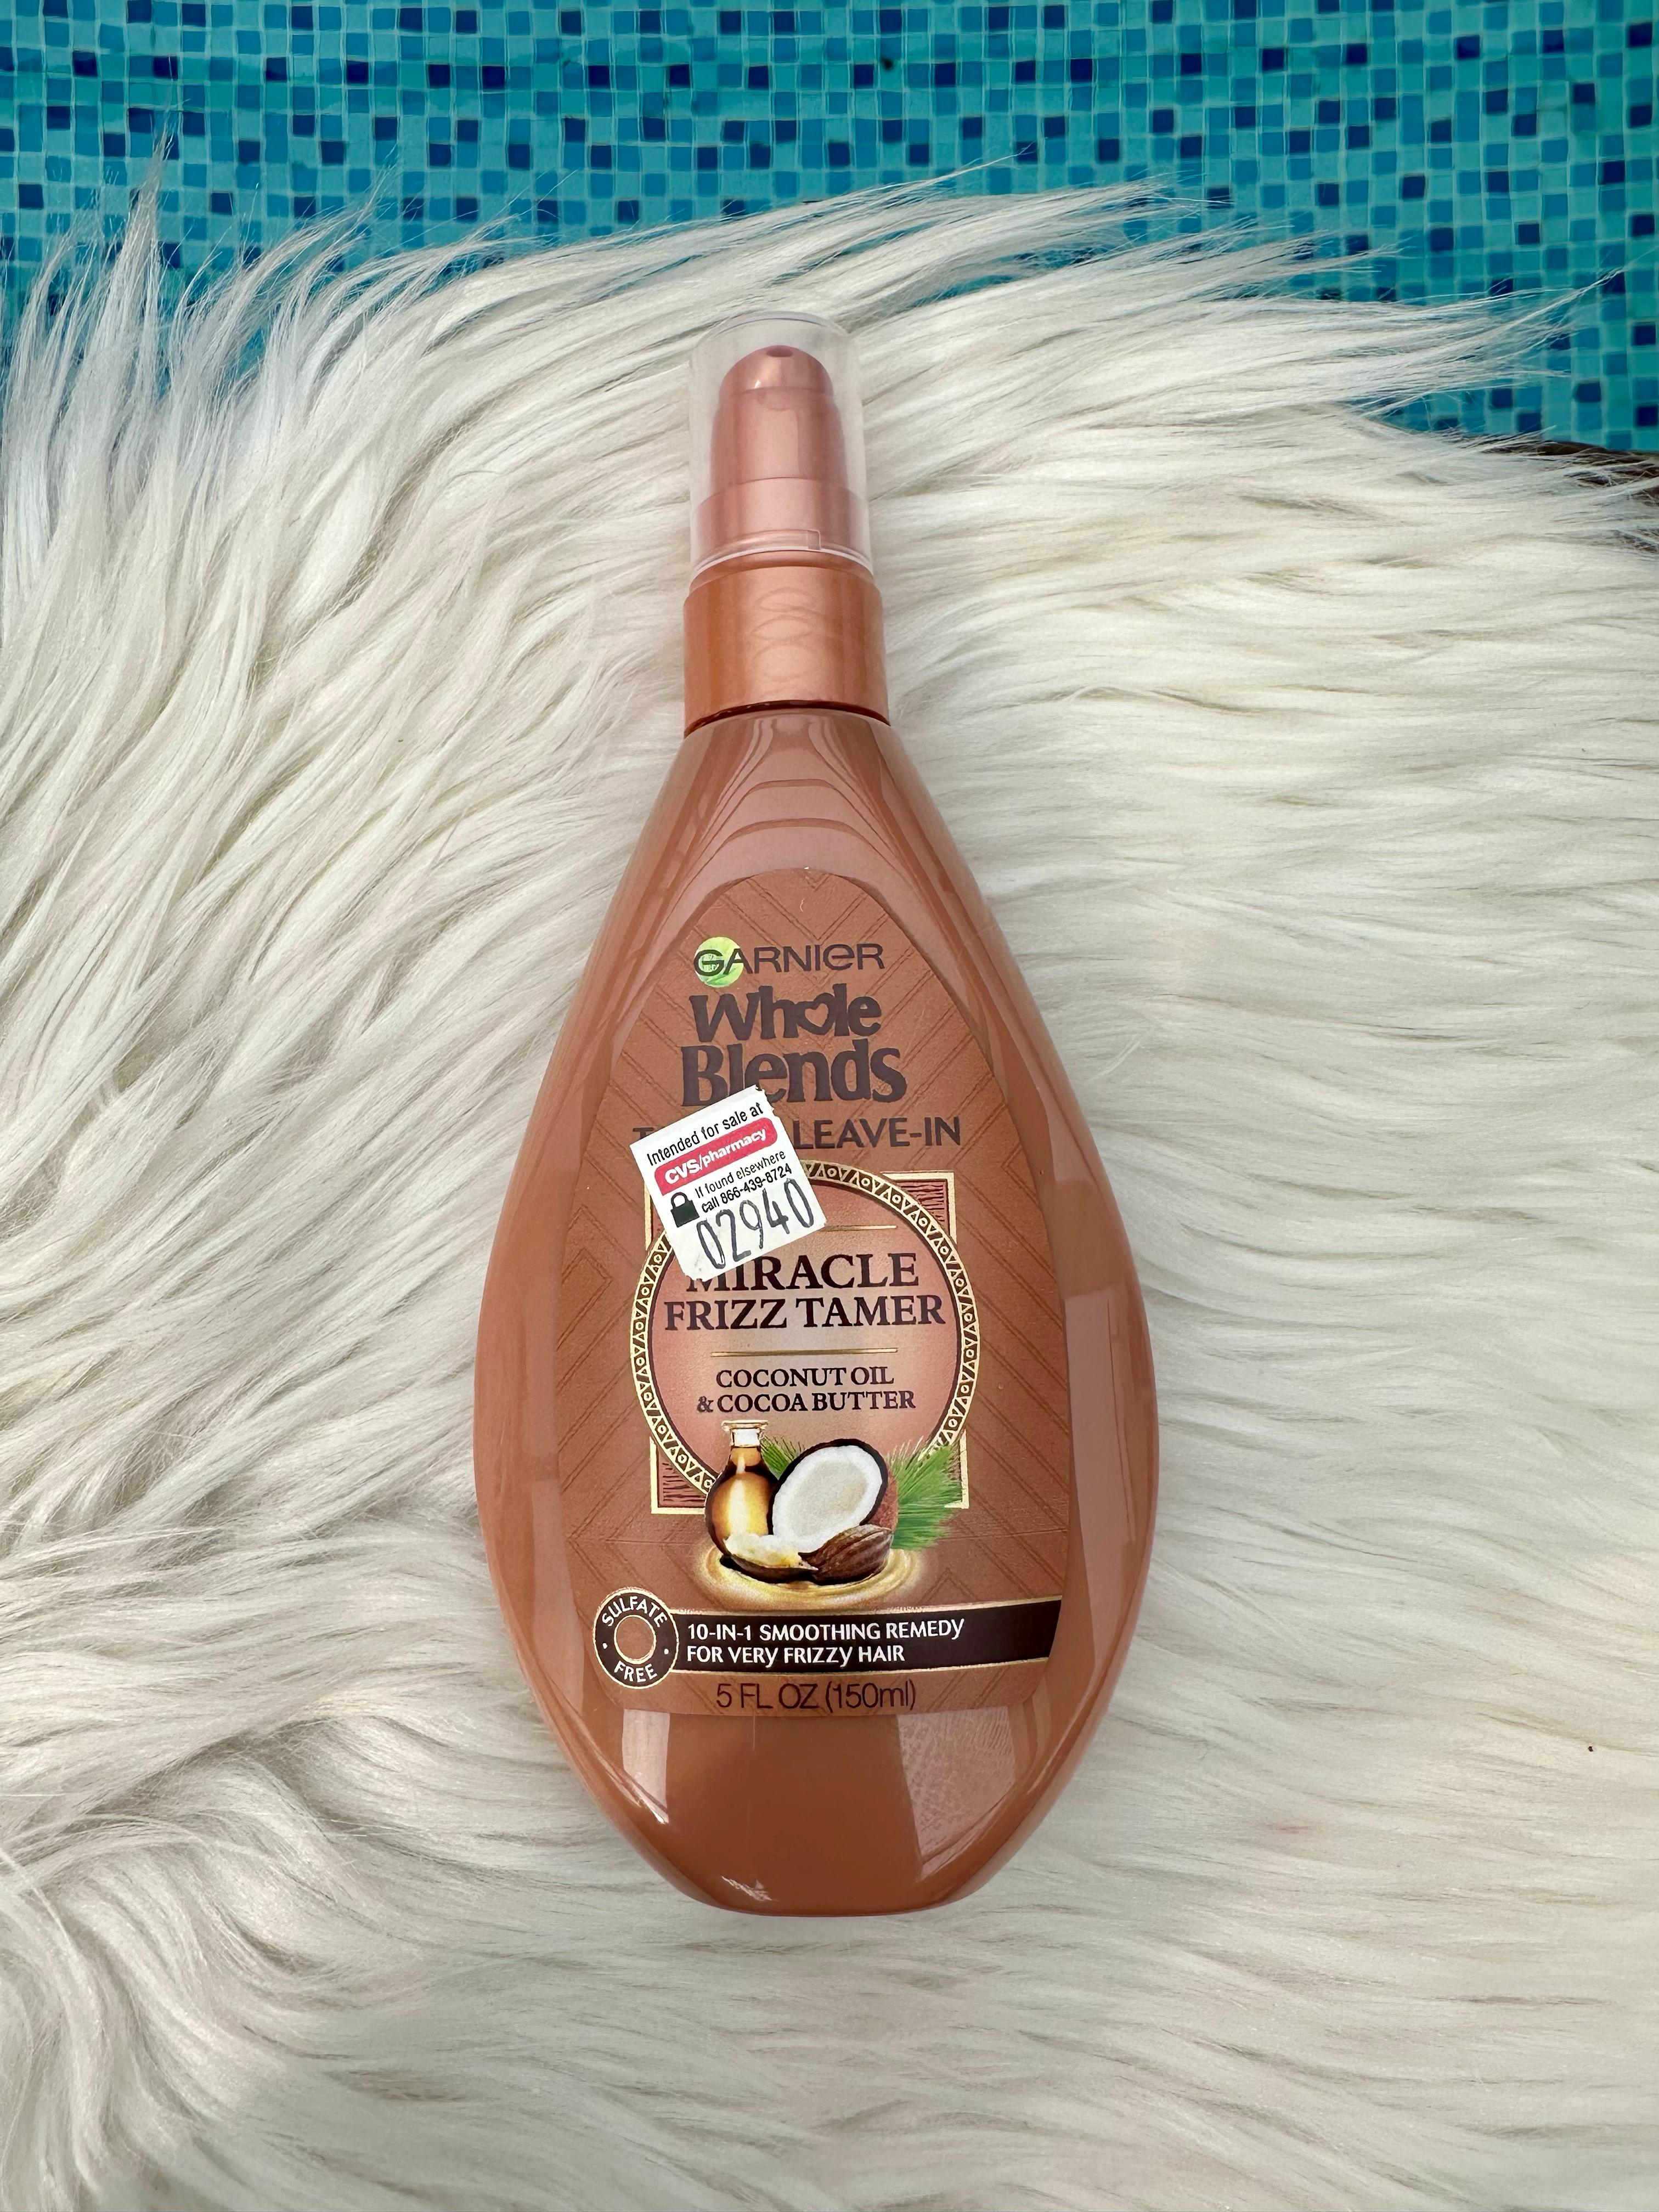 GARNIER
Whole
Blends
LEAVE-IN
Intended for sale at
CVS/pharmacy
If found elsewhere
call 866-439-8724
02940
MIRACLE
FRIZZ TAMER
COCONUT OIL
& COCOA BUTTER
SULFATE
FREE
10-IN-1 SMOOTHING REMEDY
FOR VERY FRIZZY HAIR
5 FL OZ (150ml)